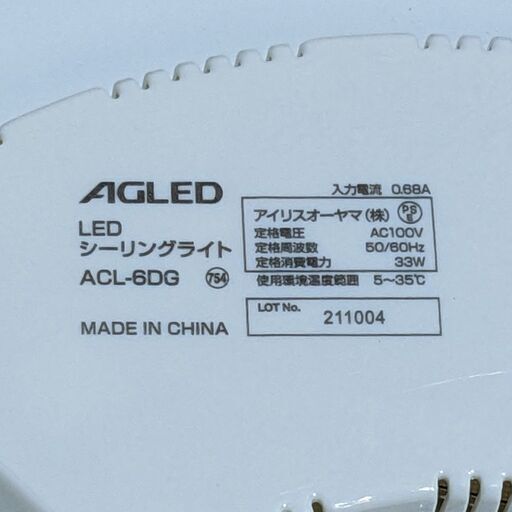 AGLED
LED
シーリングライト
ACL-6DG 754
MADE IN CHINA
入力電流 0.68A
アイリスオーヤマ(株) PSE
定格電圧 AC100V
定格周波数 50/60Hz
定格消費電力 33W
使用環境温度範囲 5~35℃
LOT No. 211004